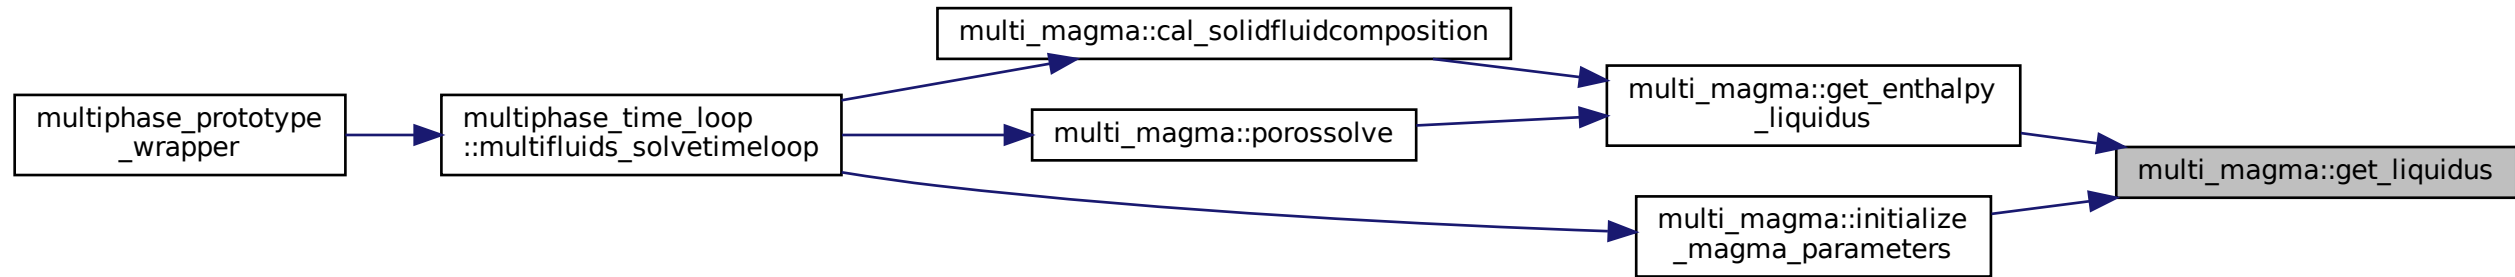 multiphase_prototype
_wrapper
multiphase_time_loop
::multifluids_solvetimeloop
multi_magma::cal_solidfluidcomposition
multi_magma::porossolve
multi_magma::get_enthalpy
_liquidus
multi_magma::initialize
_magma_parameters
multi_magma::get_liquidus